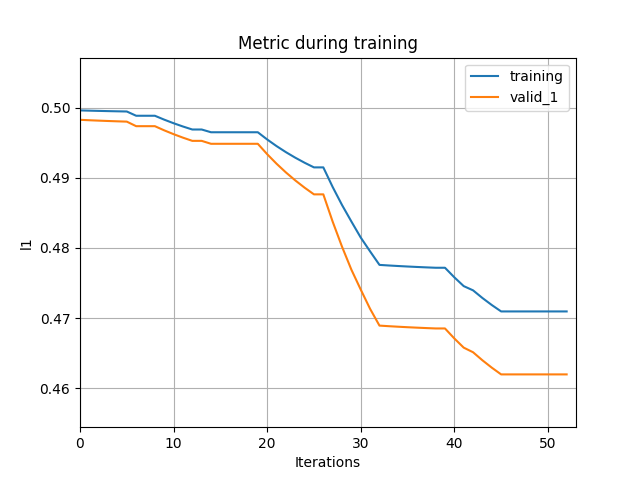 Metric during training
training
valid_1
0.50
0.49
0.48
0.47
0.46
l1
0 10 20 30 40 50
Iterations